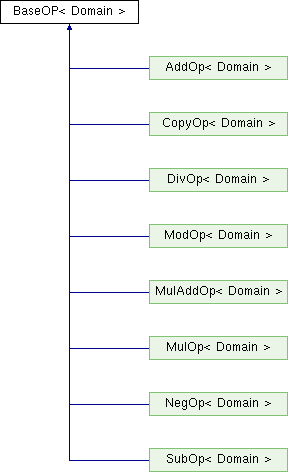 BaseOP< Domain >
AddOp< Domain >
CopyOp< Domain >
DivOp< Domain >
ModOp< Domain >
MulAddOp< Domain >
MulOp< Domain >
NegOp< Domain >
SubOp< Domain >